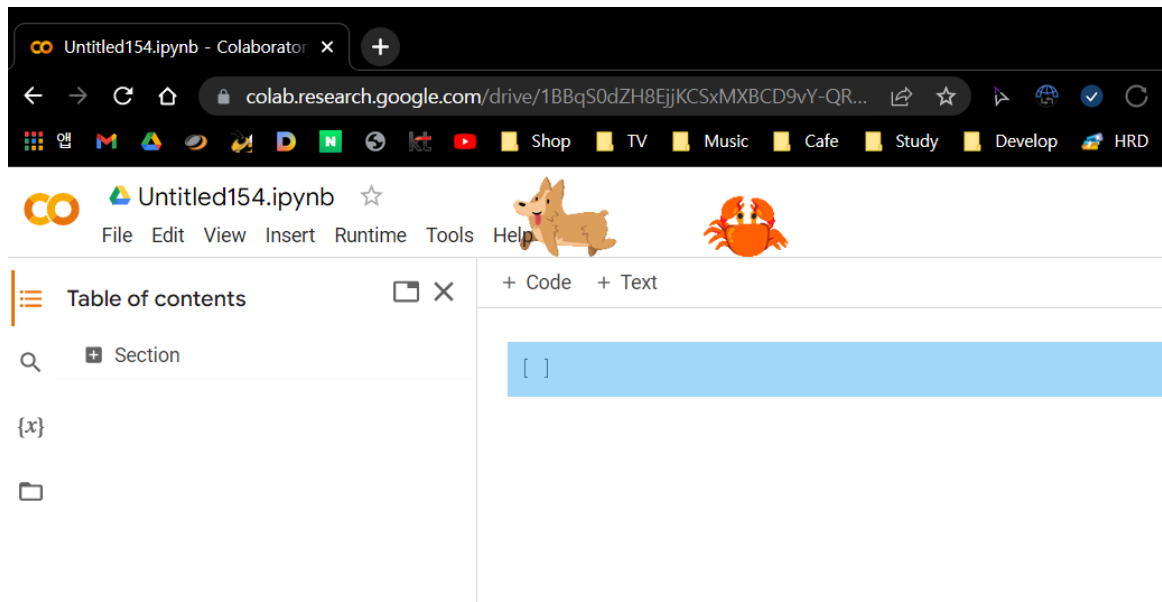 Untitled154.ipynb - Colaborator
colab.research.google.com/drive/1BBqS0dZH8EjjKCSxMXBCD9vY-QR...
앱 D N kt Shop TV Music Cafe Study Develop HRD
Untitled154.ipynb
File Edit View Insert Runtime Tools Help
Table of contents + Code + Text
Section
[ ]
{x}